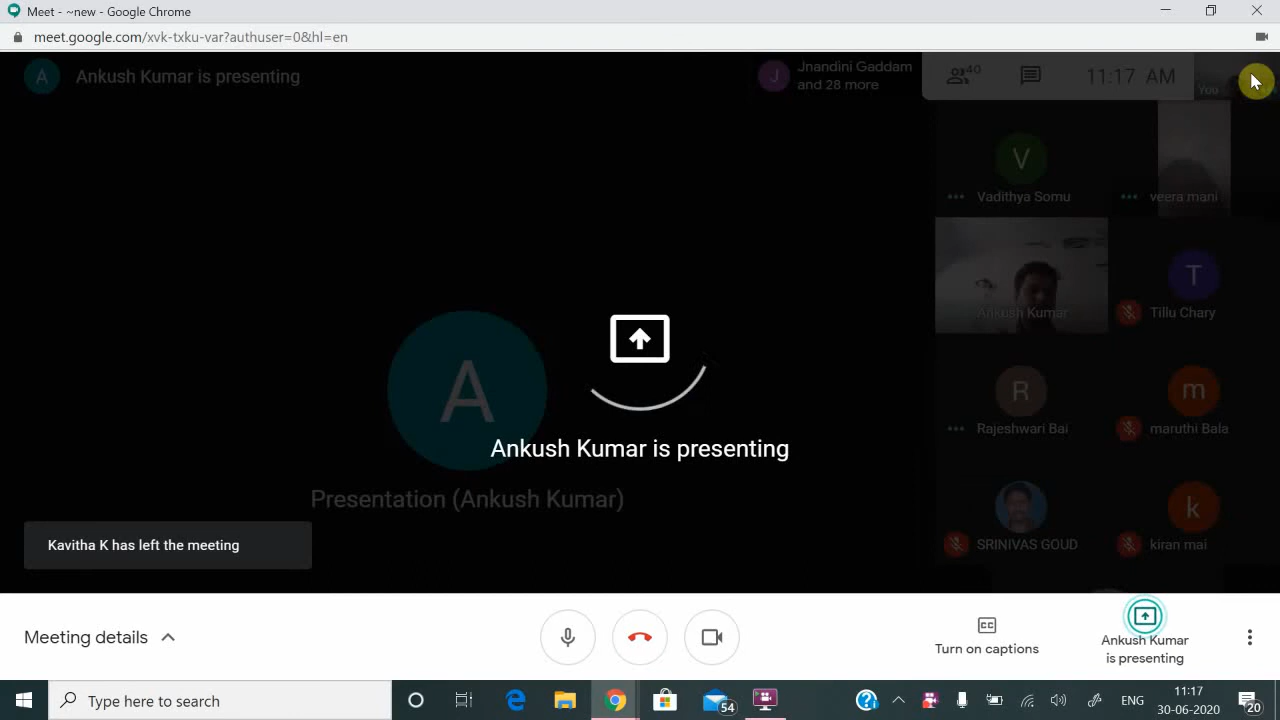 Meet - ~new - Google Chrome
meet.google.com/xvk-txku-var?authuser=0&hl=en
A
Ankush Kumar is presenting
J
Jnandini Gaddam
and 28 more
40
11:17 AM
You
V
Vadithya Somu
veera mani
Ankush Kumar
T
Tillu Chary
R
Rajeshwari Bai
m
maruthi Bala
SRINIVAS GOUD
k
kiran mai
A
Ankush Kumar is presenting
Presentation (Ankush Kumar)
Kavitha K has left the meeting
Meeting details
CC
Turn on captions
Ankush Kumar
is presenting
Type here to search
54
ENG
11:17
30-06-2020
20